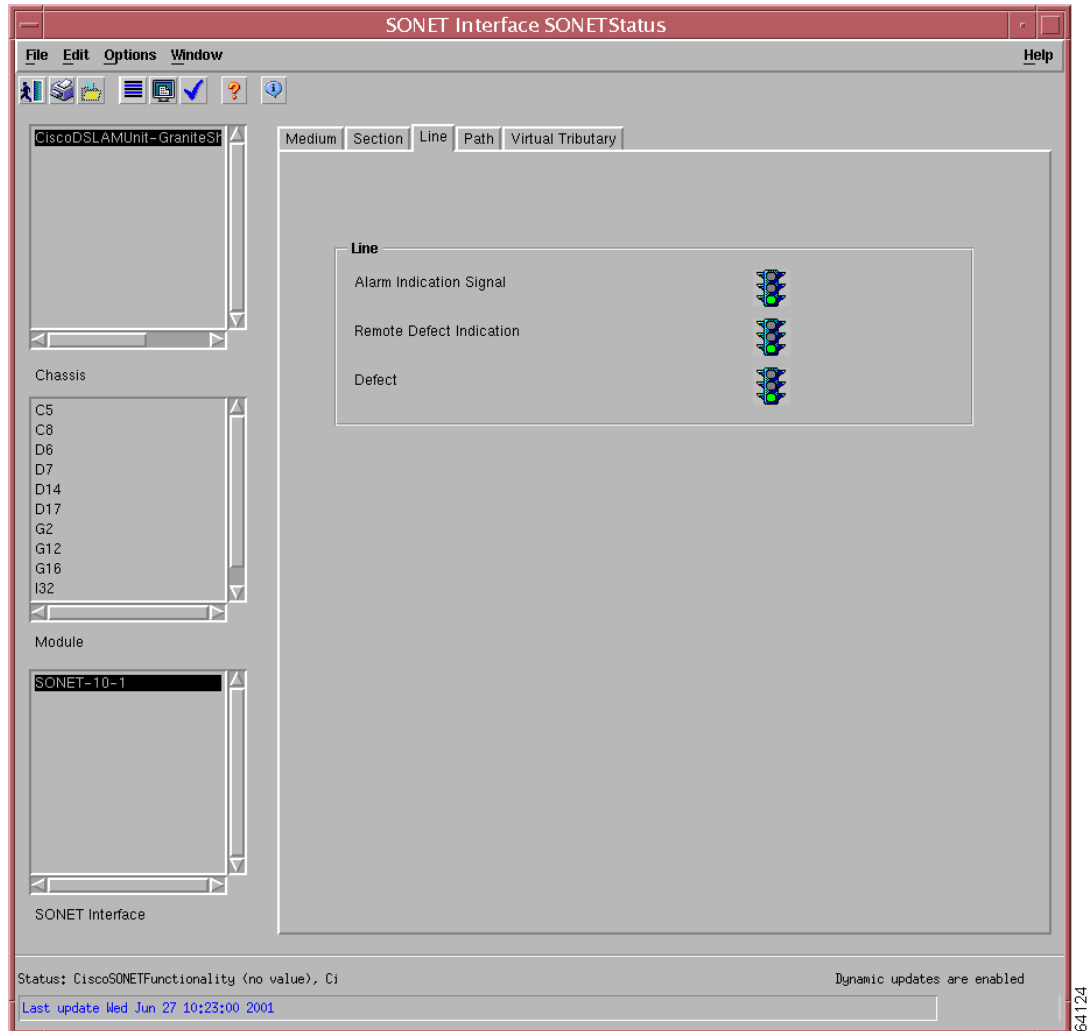 SONET Interface SONETStatus
File Edit Options Window Help
CiscoDSLAMUnit-GraniteSh
Chassis
C5
C8
D6
D7
D14
D17
G2
G12
G16
I32
Module
SONET-10-1
SONET Interface
Medium Section Line Path Virtual Tributary
Line
Alarm Indication Signal
Remote Defect Indication
Defect
Status: CiscoSONETFunctionality (no value), Ci
Dynamic updates are enabled
Last update Wed Jun 27 10:23:00 2001
64124